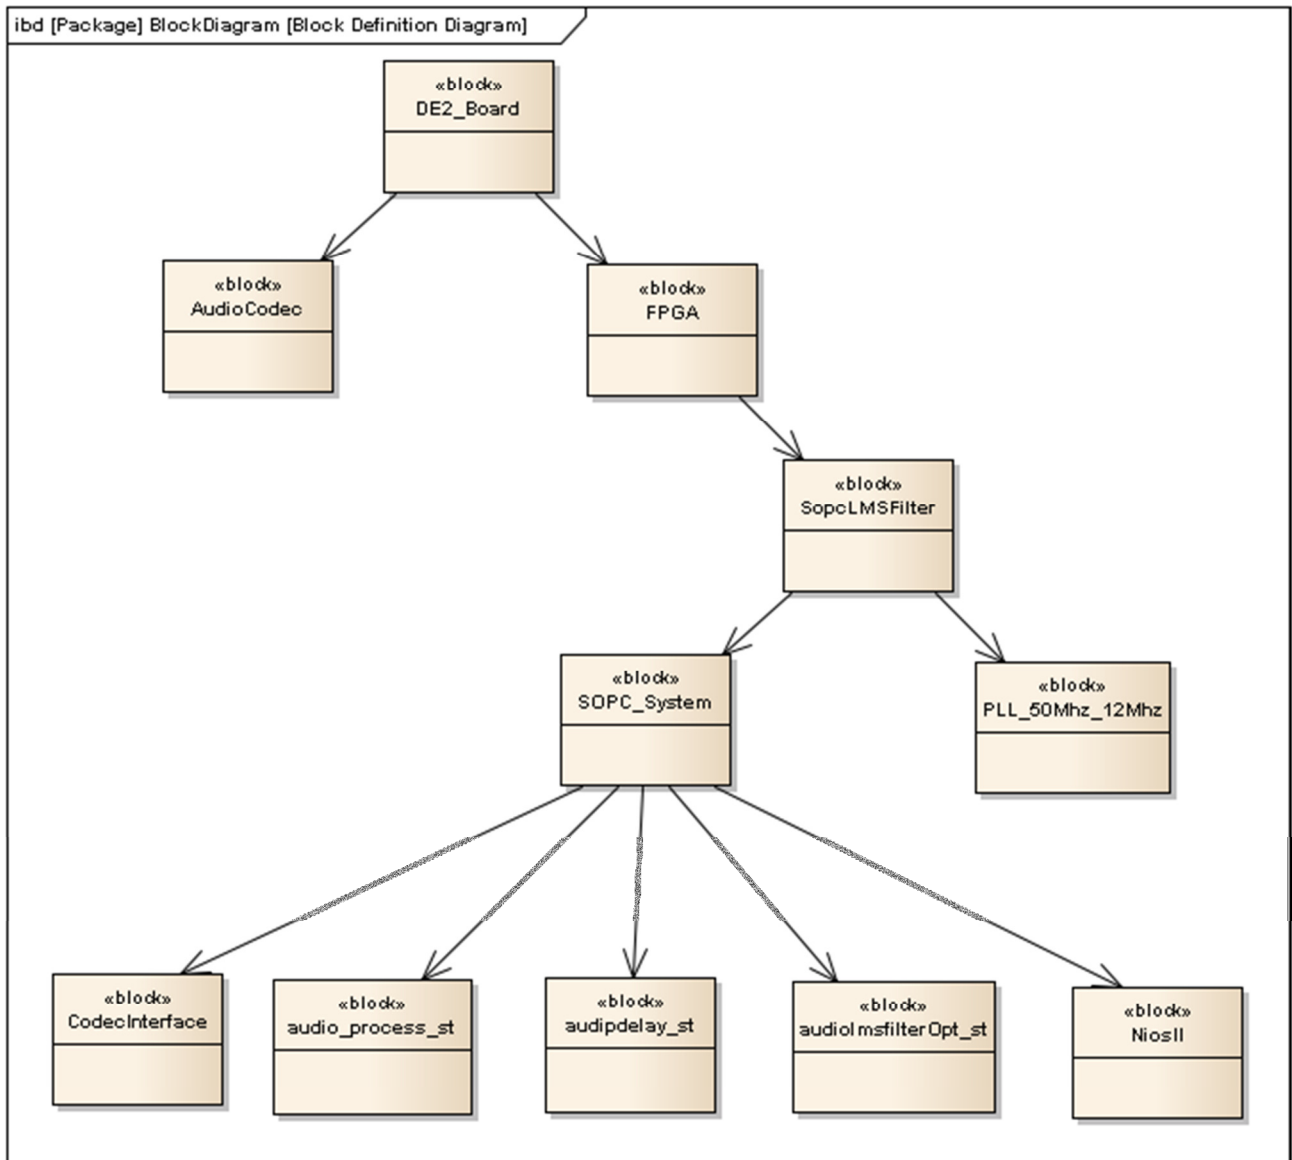 ibd [Package] BlockDiagram [Block Definition Diagram]
«block»
DE2_Board
«block»
AudioCodec
«block»
FPGA
«block»
SopcLMSFilter
«block»
SOPC_System
«block»
PLL_50Mhz_12Mhz
«block»
CodecInterface
«block»
audio_process_st
«block»
audipdelay_st
«block»
audiolmsfilterOpt_st
«block»
NiosII